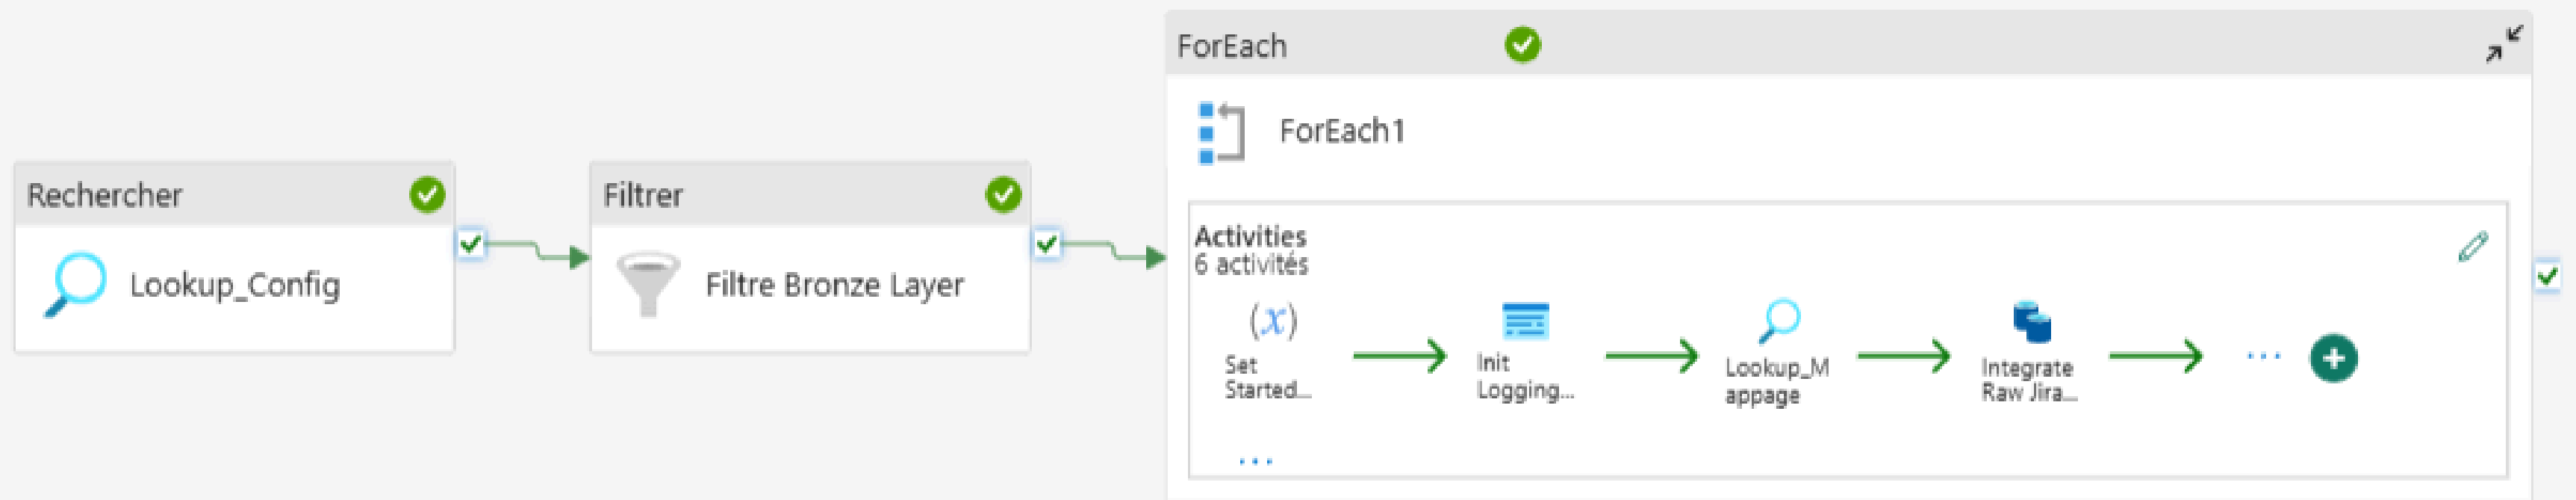 Rechercher
Lookup_Config
Filtrer
Filtre Bronze Layer
ForEach
ForEach1
Activities
6 activités
(x)
Set
Started...
Init
Logging...
Lookup_M
appage
Integrate
Raw Jira...